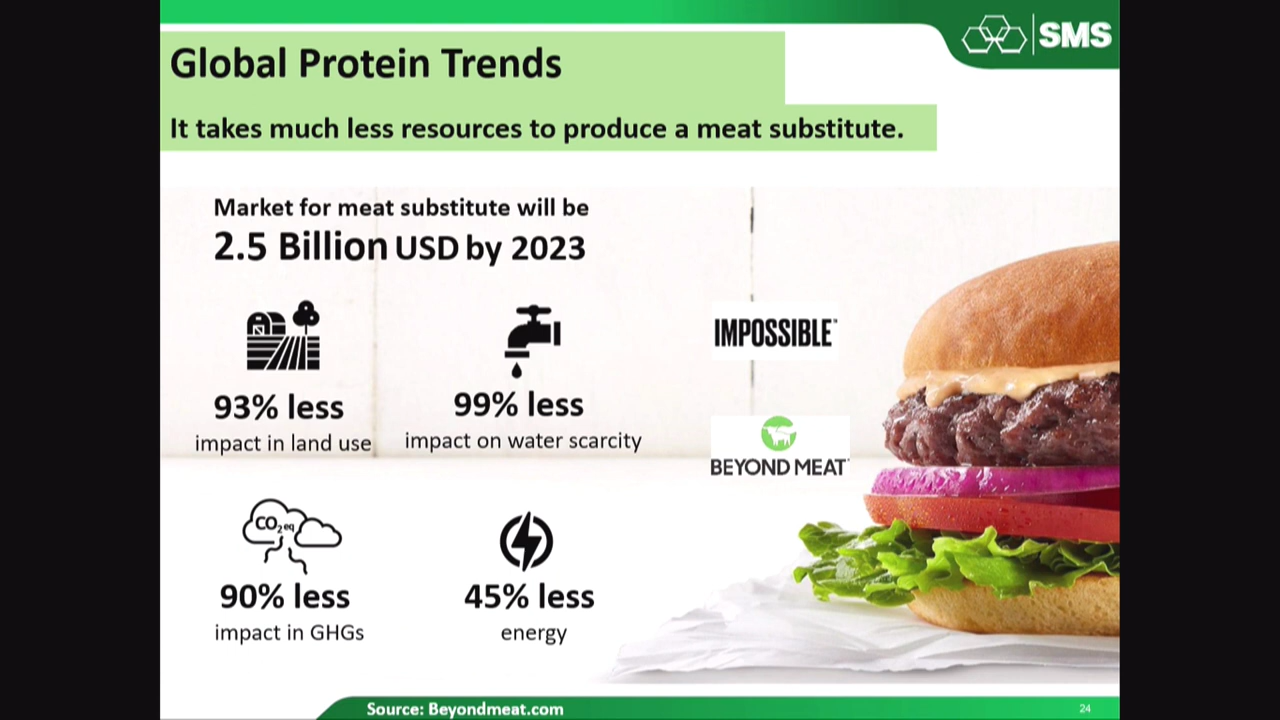 SMS
Global Protein Trends
It takes much less resources to produce a meat substitute.
Market for meat substitute will be
2.5 Billion USD by 2023
93% less
impact in land use
99% less
impact on water scarcity
IMPOSSIBLE™
BEYOND MEAT
CO2eq
90% less
impact in GHGs
45% less
energy
Source: Beyondmeat.com
24